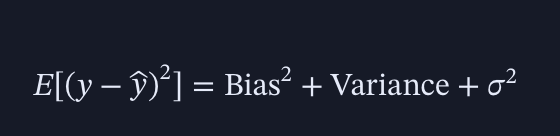 E[(y − ŷ)²] = Bias² + Variance + σ²